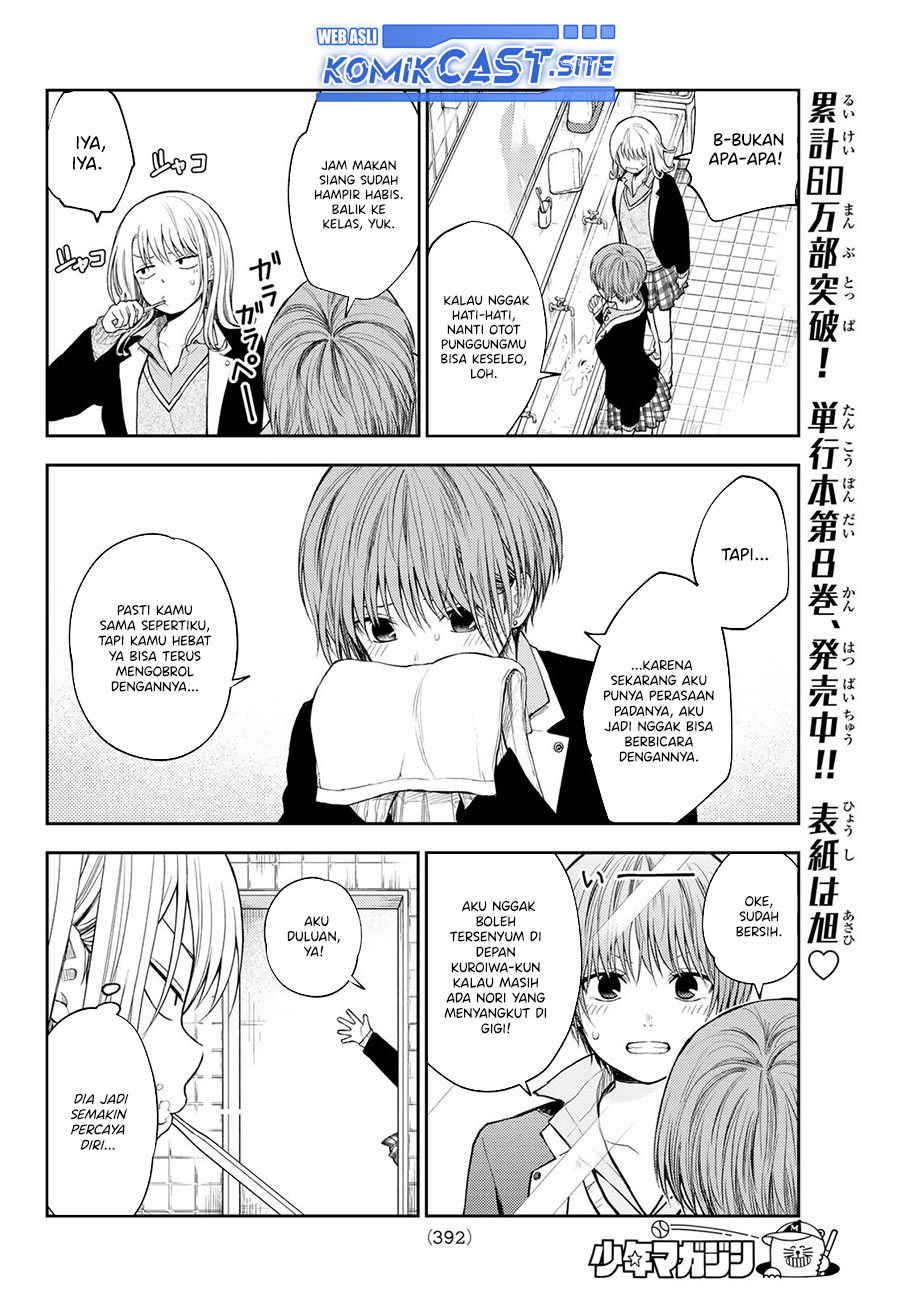 WEB ASLI
KOMIKCAST.SITE
B-BUKAN
APA-APA!
KALAU NGGAK
HATI-HATI,
NANTI OTOT
PUNGGUNGMU
BISA KESELEO,
LOH.
JAM MAKAN
SIANG SUDAH
HAMPIR HABIS.
BALIK KE
KELAS, YUK.
IYA,
IYA.
シャコ
シャコ
ガラガラペーー
TAPI...
...KARENA
SEKARANG AKU
PUNYA PERASAAN
PADANYA, AKU
JADI NGGAK BISA
BERBICARA
DENGANNYA.
PASTI KAMU
SAMA SEPERTIKU,
TAPI KAMU HEBAT
YA BISA TERUS
MENGOBROL
DENGANNYA...
OKE,
SUDAH
BERSIH.
いーー
AKU NGGAK
BOLEH
TERSENYUM DI
DEPAN
KUROIWA-KUN
KALAU MASIH
ADA NORI YANG
MENYANGKUT DI
GIGI!
AKU
DULUAN,
YA!
DIA JADI
SEMAKIN
PERCAYA
DIRI...
累計60万部突破! 単行本第8巻、発売中!! 表紙は旭♡
るいけい まんぶとっぱ たんこうぼんだい かん はつばいちゅう ひょうし あさひ
(392)
少年マガジン
M